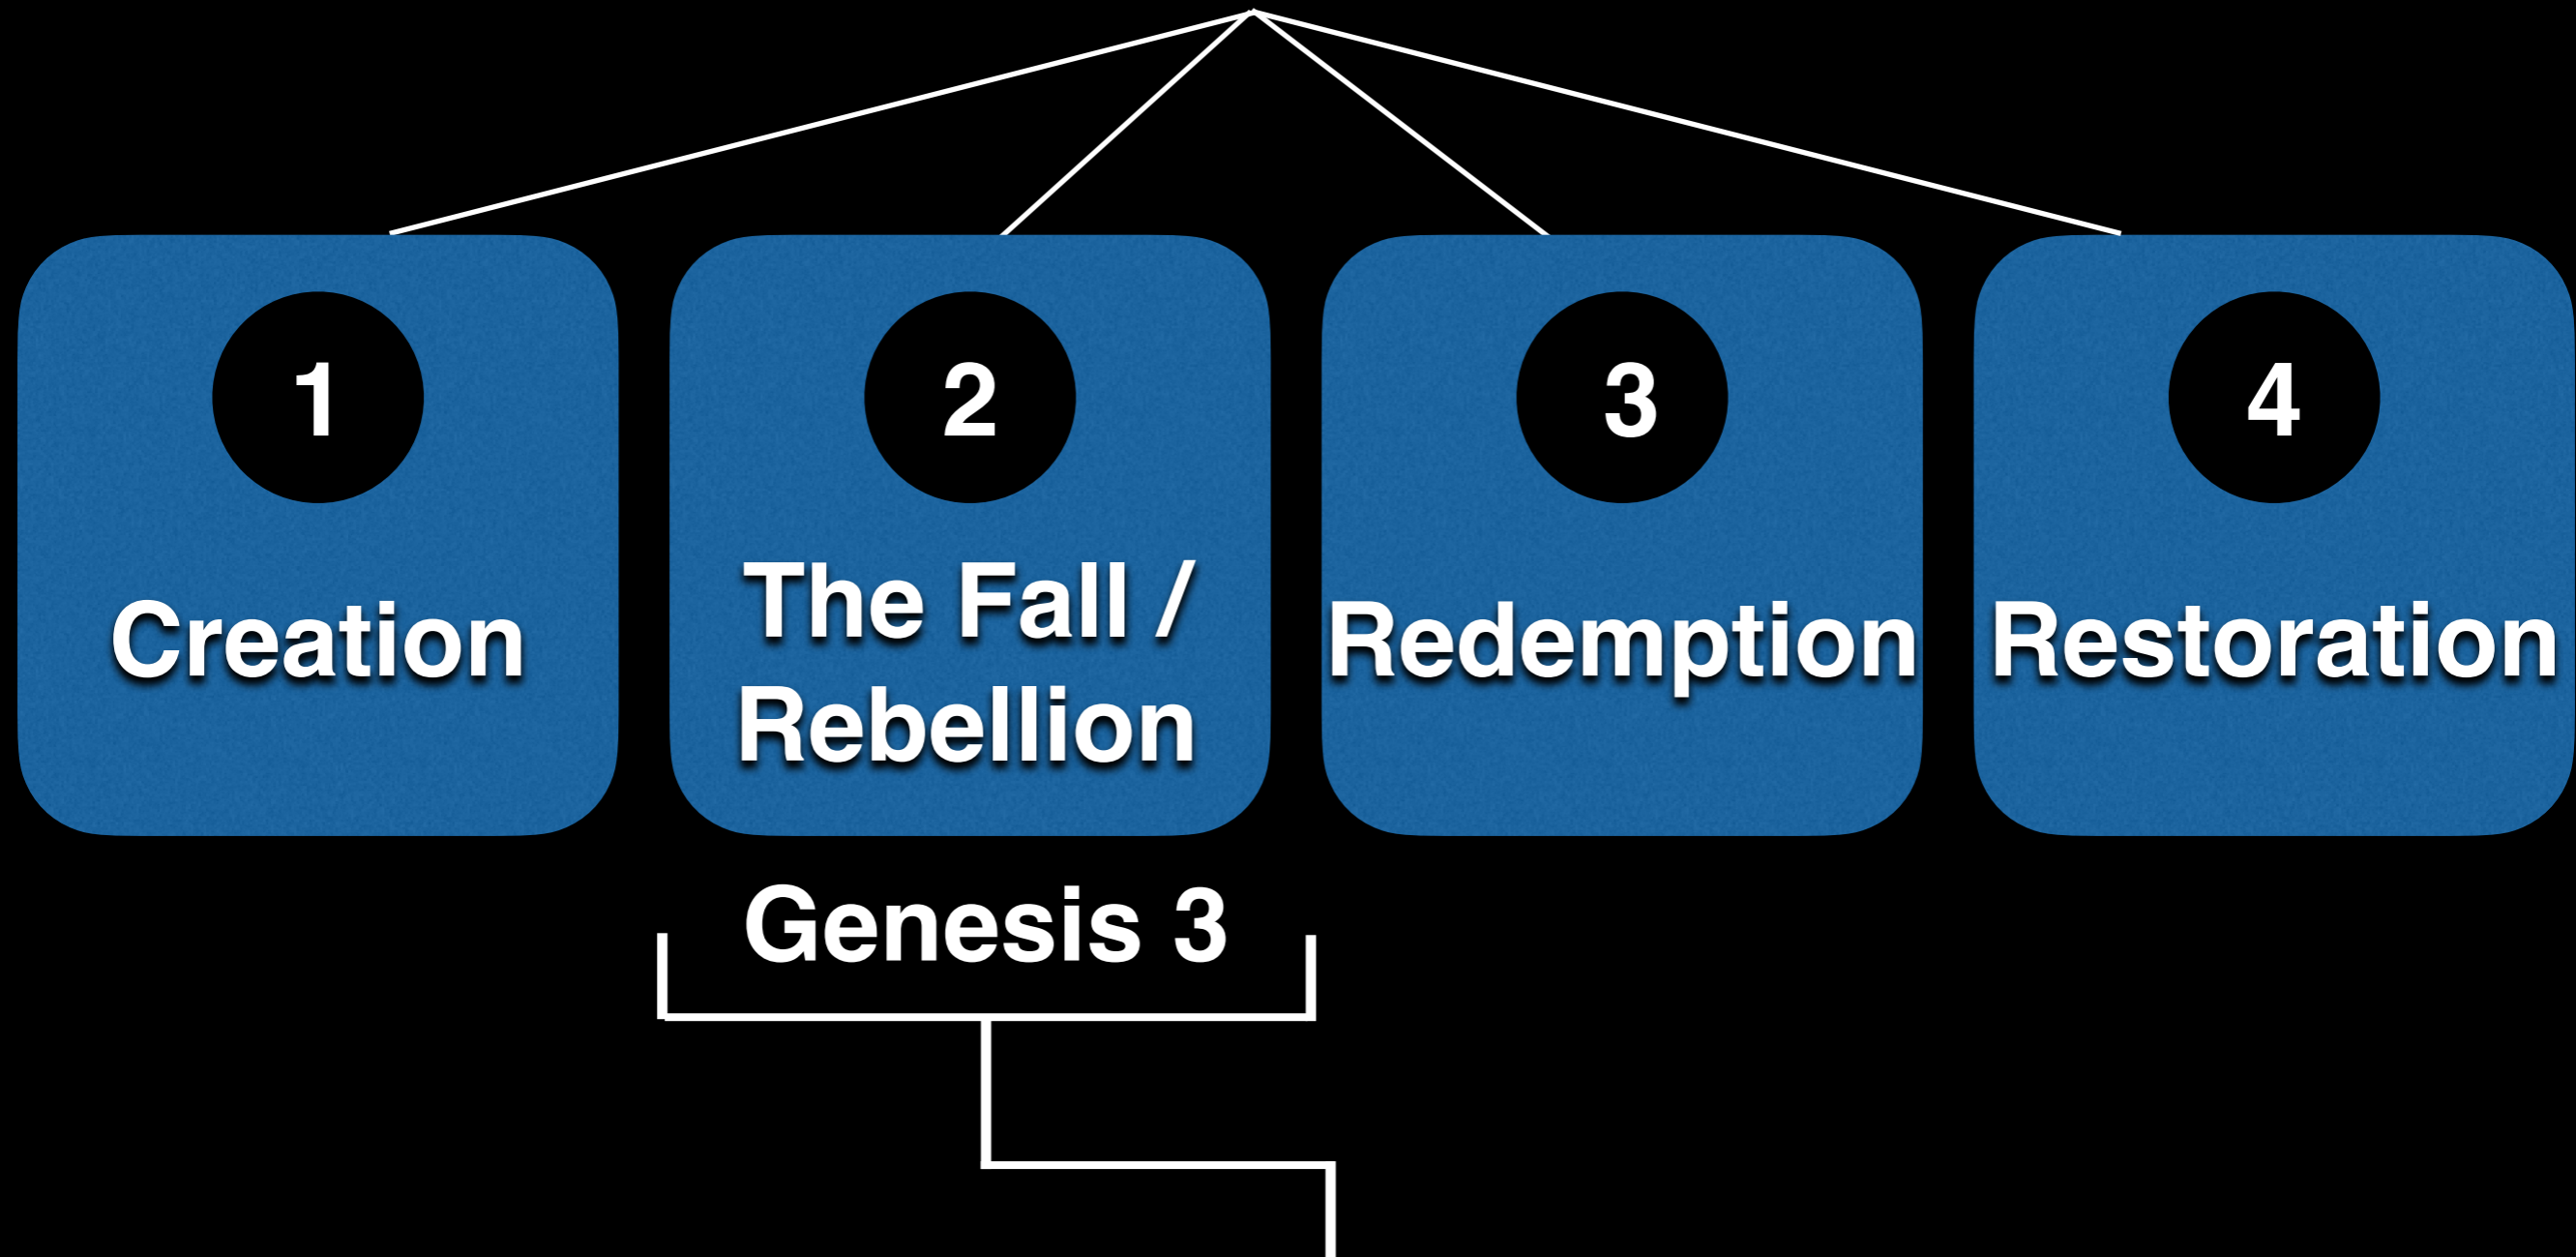 1
Creation
2
The Fall /
Rebellion
3
Redemption
4
Restoration
Genesis 3